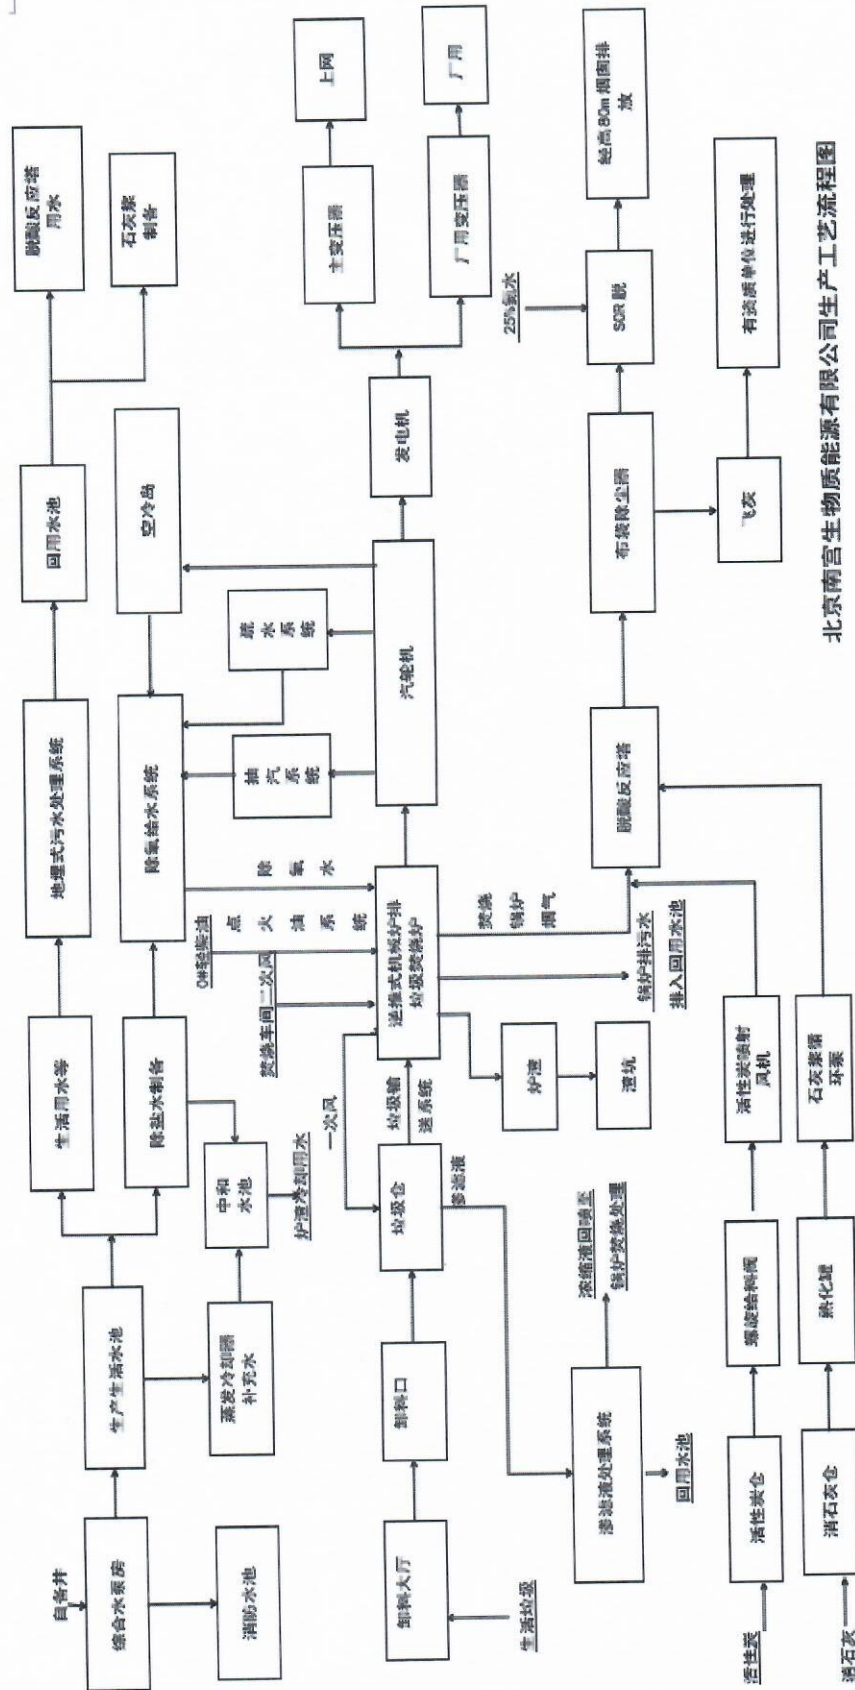 自备井
综合水泵房
消防水池
生产生活水池
蒸发冷却器
补充水
生活用水等
除盐水制备
中和
水池
炉渣冷却用水
地埋式污水处理系统
回用水池
脱酸反应塔
用水
石灰浆
制备
除氧给水系统
空冷岛
抽汽系统
疏水系统
除氧水
0#轻柴油
点火油系统
焚烧车间二次风
一次风
生活垃圾
卸料大厅
卸料口
垃圾仓
垃圾输
送系统
渗滤液
逆推式机械炉排
垃圾焚烧炉
汽轮机
发电机
主变压器
上网
厂用变压器
厂用
炉渣
渣坑
锅炉排污水
排入回用水池
焚烧
锅炉
烟气
渗滤液处理系统
浓缩液回喷至
锅炉焚烧处理
回用水池
脱酸反应塔
布袋除尘器
25%氨水
SCR 脱
经高80m烟囱排
放
飞灰
有资质单位进行处理
活性炭
活性炭仓
螺旋给料阀
活性炭喷射
风机
消石灰
消石灰仓
熟化罐
石灰浆循
环泵
北京南宫生物质能源有限公司生产工艺流程图